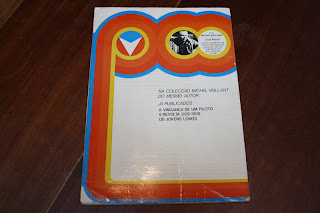 NA COLECÇÃO MICHEL VAILLANT
DO MESMO AUTOR:
JÁ PUBLICADOS
A VINGANÇA DE UM PILOTO
A REVOLTA DOS REIS
OS JOVENS LOBOS